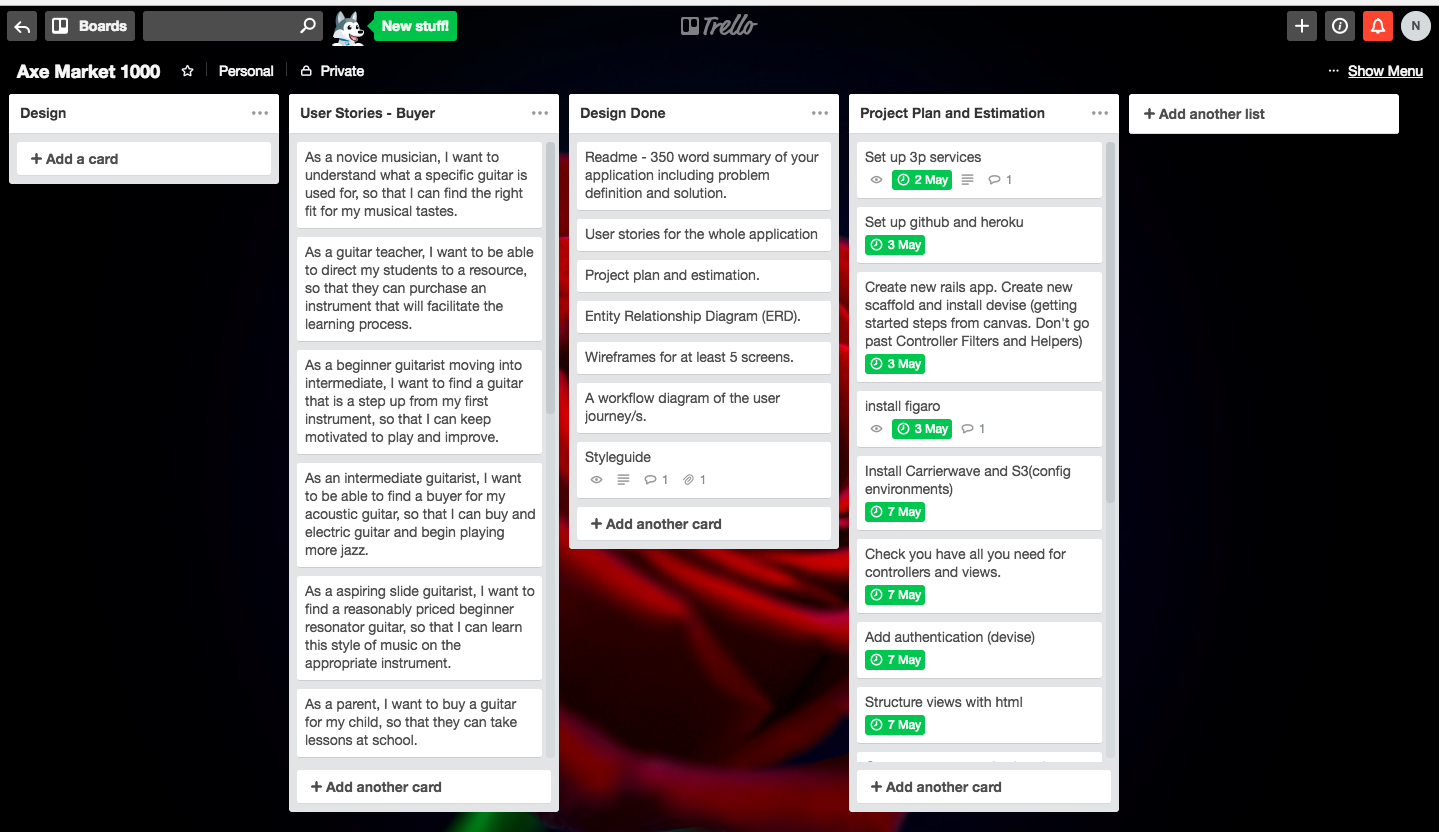 Boards
New stuff!
Trello
N
Axe Market 1000
Personal
Private
... Show Menu
Design
+ Add a card
User Stories - Buyer
As a novice musician, I want to
understand what a specific guitar is
used for, so that I can find the right
fit for my musical tastes.
As a guitar teacher, I want to be able
to direct my students to a resource,
so that they can purchase an
instrument that will facilitate the
learning process.
As a beginner guitarist moving into
intermediate, I want to find a guitar
that is a step up from my first
instrument, so that I can keep
motivated to play and improve.
As an intermediate guitarist, I want
to be able to find a buyer for my
acoustic guitar, so that I can buy and
electric guitar and begin playing
more jazz.
As a aspiring slide guitarist, I want to
find a reasonably priced beginner
resonator guitar, so that I can learn
this style of music on the
appropriate instrument.
As a parent, I want to buy a guitar
for my child, so that they can take
lessons at school.
+ Add another card
Design Done
Readme - 350 word summary of your
application including problem
definition and solution.
User stories for the whole application
Project plan and estimation.
Entity Relationship Diagram (ERD).
Wireframes for at least 5 screens.
A workflow diagram of the user
journey/s.
Styleguide
1 1
+ Add another card
Project Plan and Estimation
Set up 3p services
2 May 1
Set up github and heroku
3 May
Create new rails app. Create new
scaffold and install devise (getting
started steps from canvas. Don't go
past Controller Filters and Helpers)
3 May
install figaro
3 May 1
Install Carrierwave and S3(config
environments)
7 May
Check you have all you need for
controllers and views.
7 May
Add authentication (devise)
7 May
Structure views with html
7 May
+ Add another card
+ Add another list